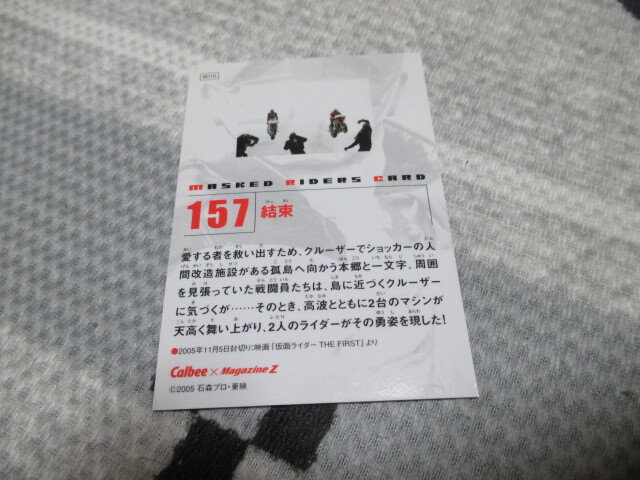 MASKED RIDERS CARD
157 結束
愛する者を救い出すため、クルーザーでショッカーの人
間改造施設がある孤島へ向かう本郷と一文字。周囲
を見張っていた戦闘員たちは、島に近づくクルーザー
に気づくが……そのとき、高波とともに2台のマシンが
天高く舞い上がり、2人のライダーがその勇姿を現した!
●2005年11月5日封切り:映画「仮面ライダー THE FIRST」より
Calbee × Magazine Z
©2005 石森プロ・東映